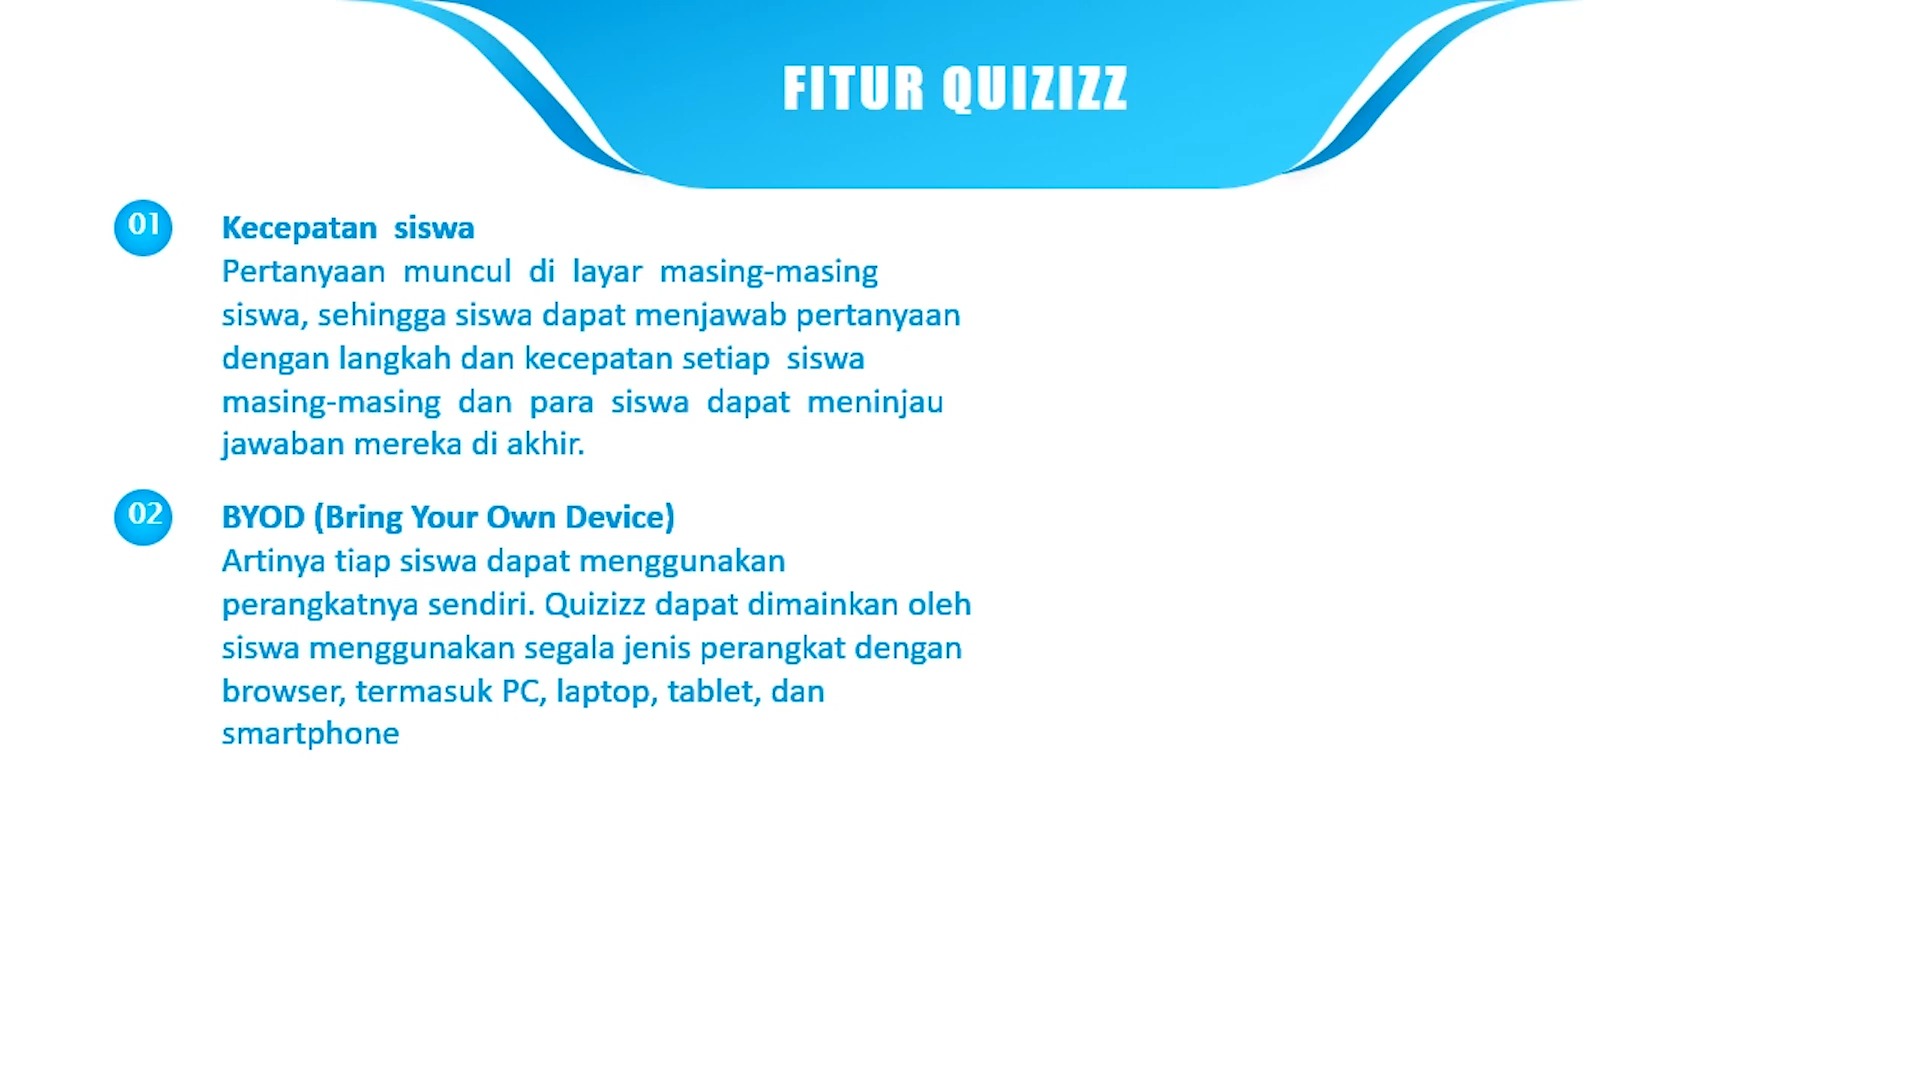 FITUR QUIZIZZ
01
Kecepatan siswa
Pertanyaan muncul di layar masing-masing
siswa, sehingga siswa dapat menjawab pertanyaan
dengan langkah dan kecepatan setiap siswa
masing-masing dan para siswa dapat meninjau
jawaban mereka di akhir.
02
BYOD (Bring Your Own Device)
Artinya tiap siswa dapat menggunakan
perangkatnya sendiri. Quizizz dapat dimainkan oleh
siswa menggunakan segala jenis perangkat dengan
browser, termasuk PC, laptop, tablet, dan
smartphone